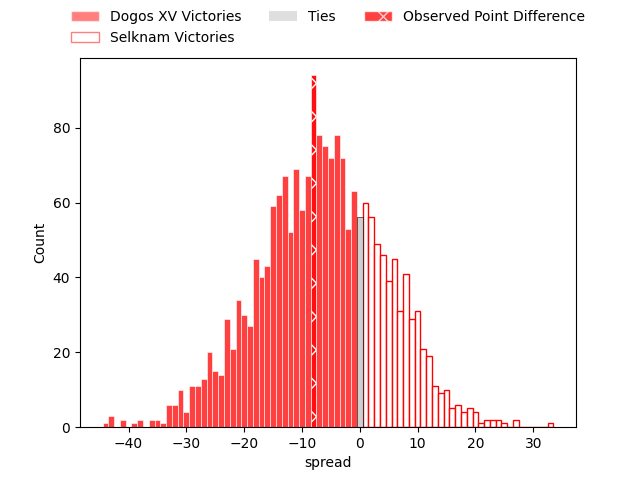 Dogos XV Victories
Ties
Observed Point Difference
Selknam Victories
Count
80
60
40
20
0
−40
−30
−20
−10
0
10
20
30
spread